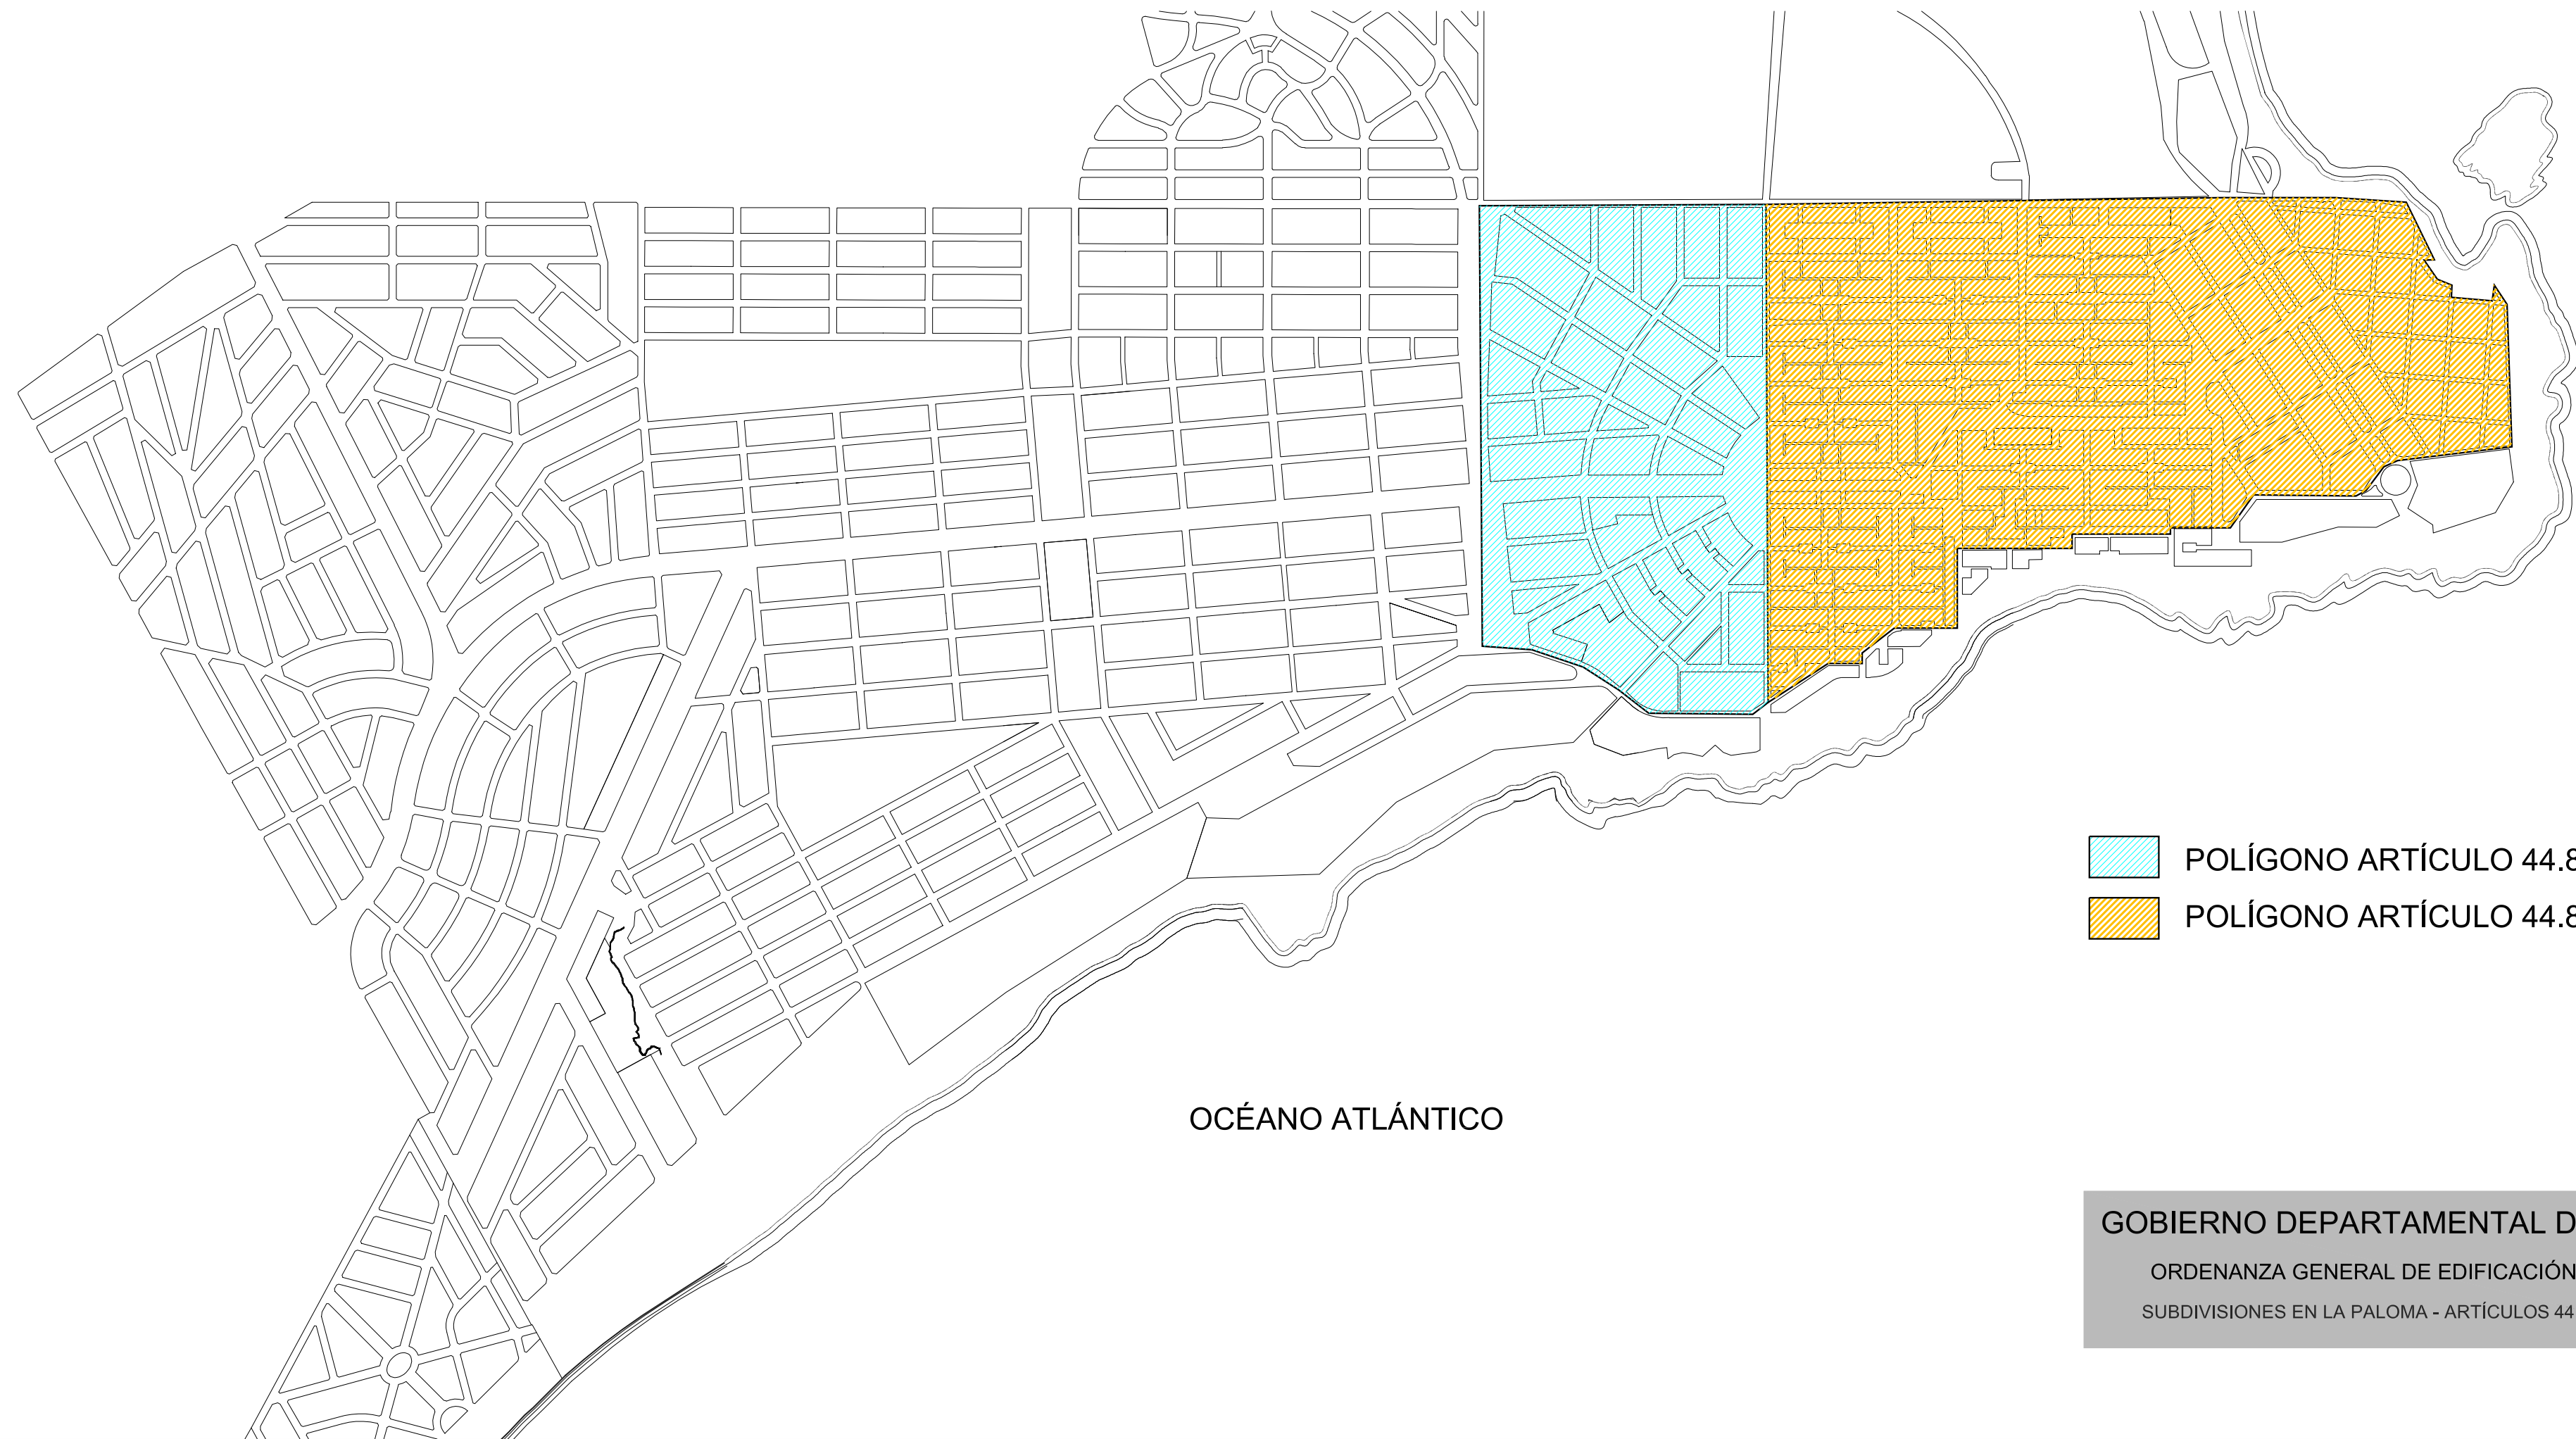 POLÍGONO ARTÍCULO 44.8
POLÍGONO ARTÍCULO 44.8
OCÉANO ATLÁNTICO
GOBIERNO DEPARTAMENTAL D
ORDENANZA GENERAL DE EDIFICACIÓN
SUBDIVISIONES EN LA PALOMA - ARTÍCULOS 44